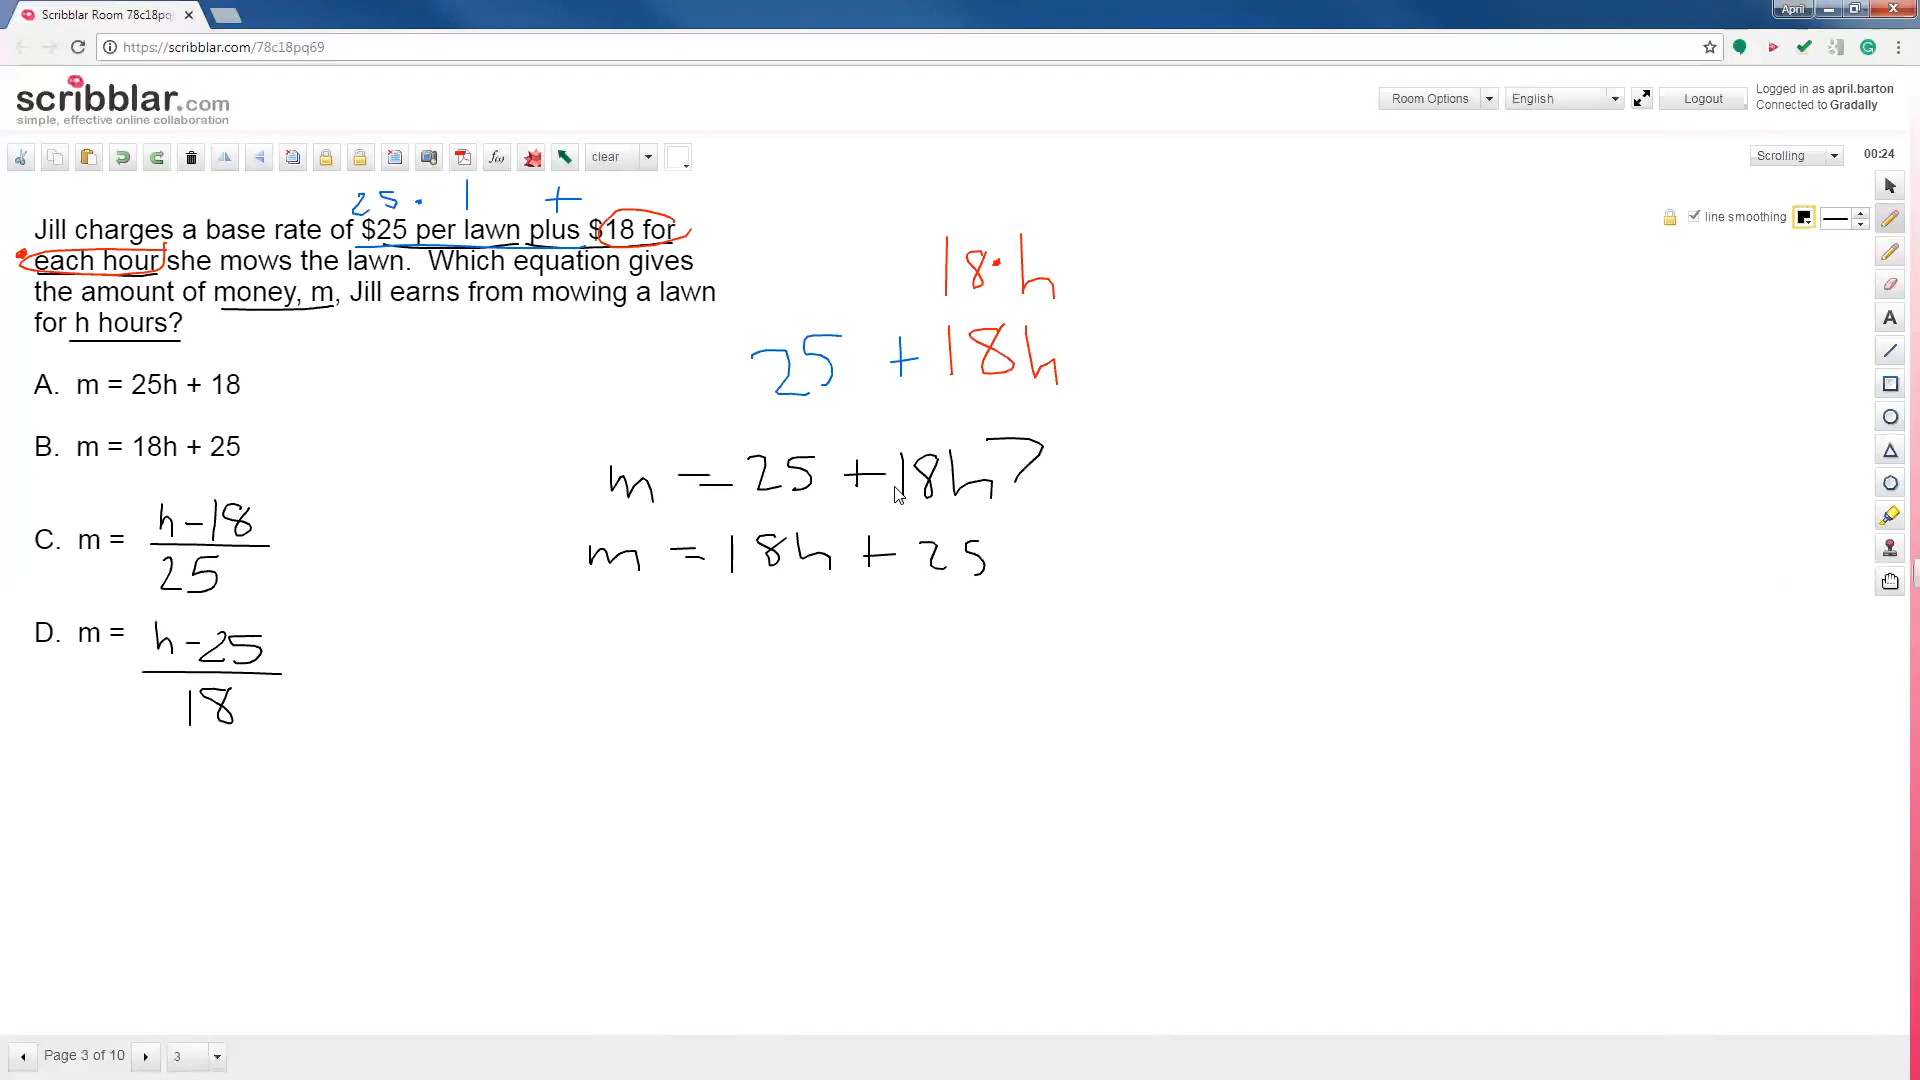 Scribblar Room 78c18pq
April
https://scribblar.com/78c18pq69
scribblar.com
simple, effective online collaboration
Room Options
English
Logout
Logged in as april.barton
Connected to Gradally
clear
Scrolling
00:24
line smoothing
25 · 1 +
Jill charges a base rate of $25 per lawn plus $18 for
each hour she mows the lawn. Which equation gives
the amount of money, m, Jill earns from mowing a lawn
for h hours?
A. m = 25h + 18
B. m = 18h + 25
C. m =
h - 18
25
D. m =
h - 25
18
18 · h
25 + 18h
m = 25 + 18h ?
m = 18h + 25
A
Page 3 of 10
3